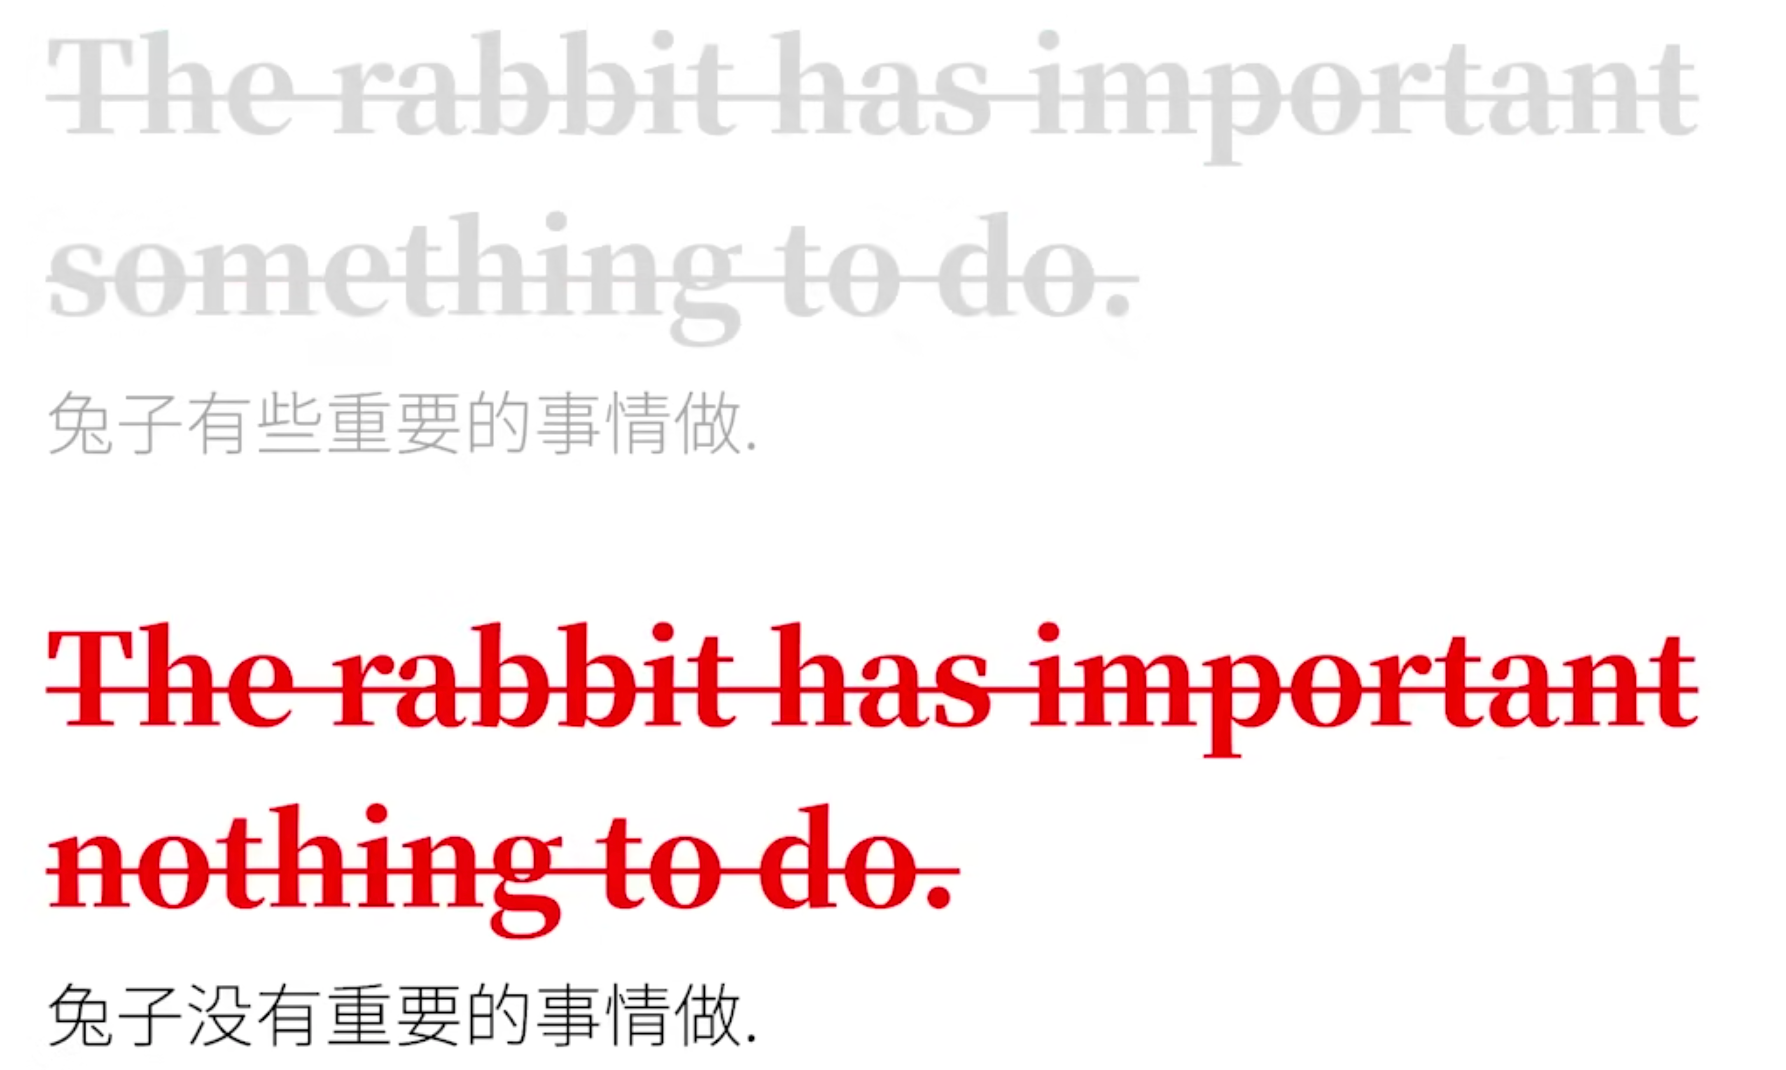 The rabbit has important
something to do.
兔子有些重要的事情做.
The rabbit has important
nothing to do.
兔子没有重要的事情做.